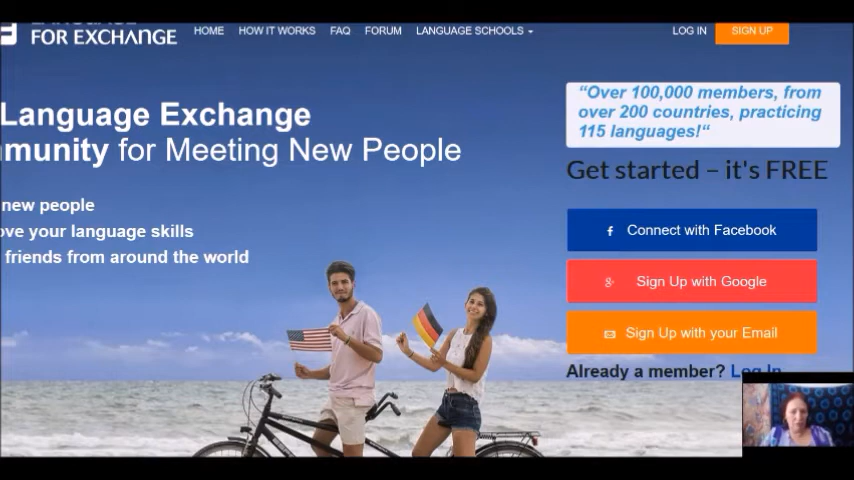 FOR EXCHANGE
HOME HOW IT WORKS FAQ FORUM LANGUAGE SCHOOLS
LOG IN SIGN UP
Language Exchange
munity for Meeting New People
new people
ove your language skills
friends from around the world
“Over 100,000 members, from
over 200 countries, practicing
115 languages!“
Get started – it's FREE
Connect with Facebook
Sign Up with Google
Sign Up with your Email
Already a member? Log In